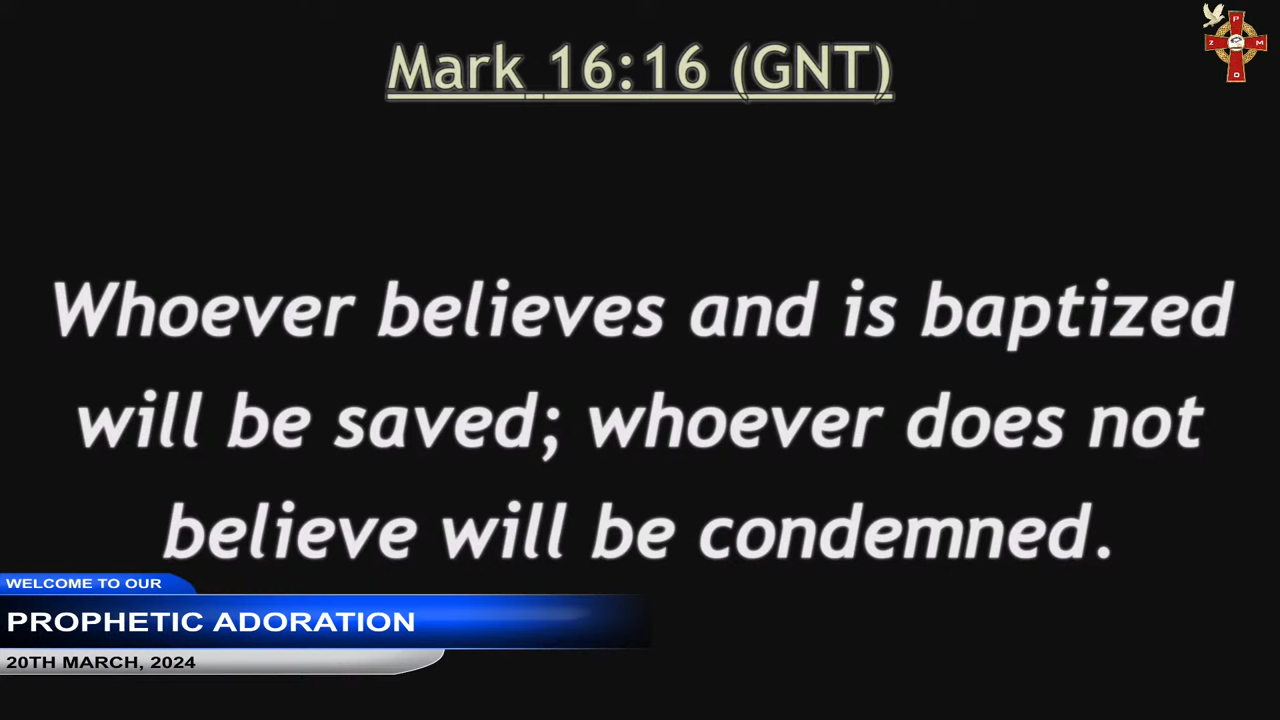 Mark 16:16 (GNT)
P
Z M
O
Whoever believes and is baptized
will be saved; whoever does not
believe will be condemned.
WELCOME TO OUR
PROPHETIC ADORATION
20TH MARCH, 2024